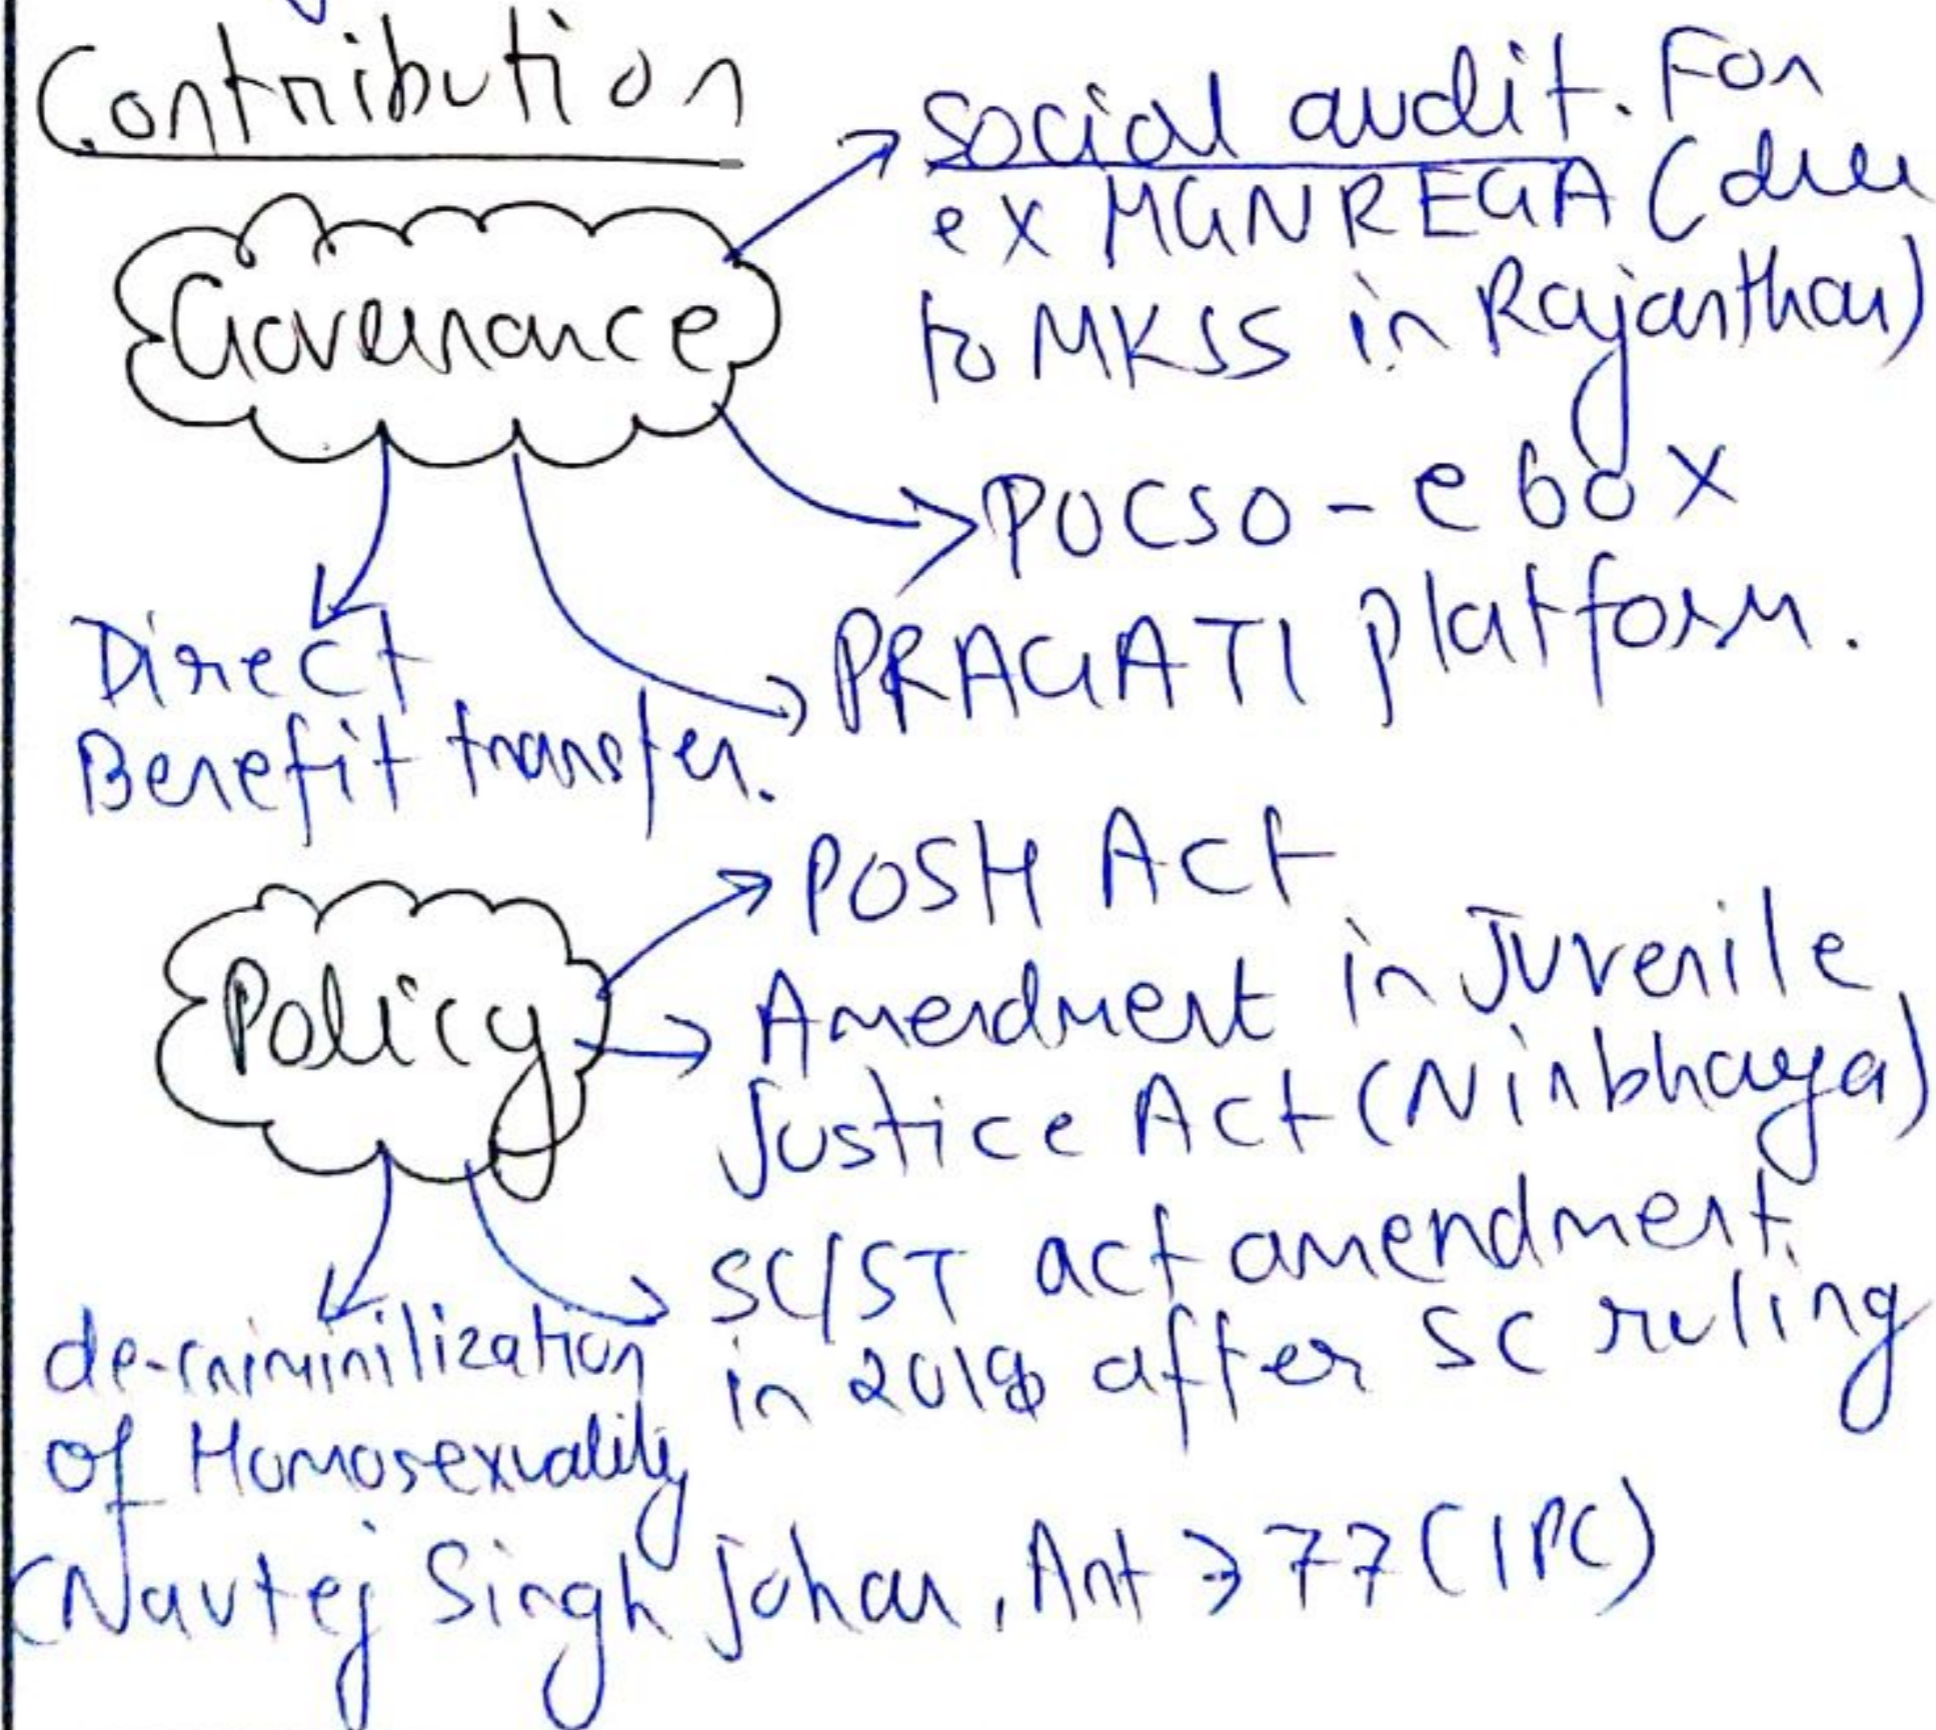 Contribution
Governance
social audit. For
ex MGNREGA (due
to MKSS in Rajasthan)
POCSO - e box
PRAGATI platform.
Direct
Benefit transfer.
Policy
POSH Act
Amendment in Juvenile
Justice Act (Nirbhaya)
SC/ST act amendment
in 2018 after SC ruling
de-criminilization
of Homosexuality
(Navtej Singh Johar, Art 377 (IPC)